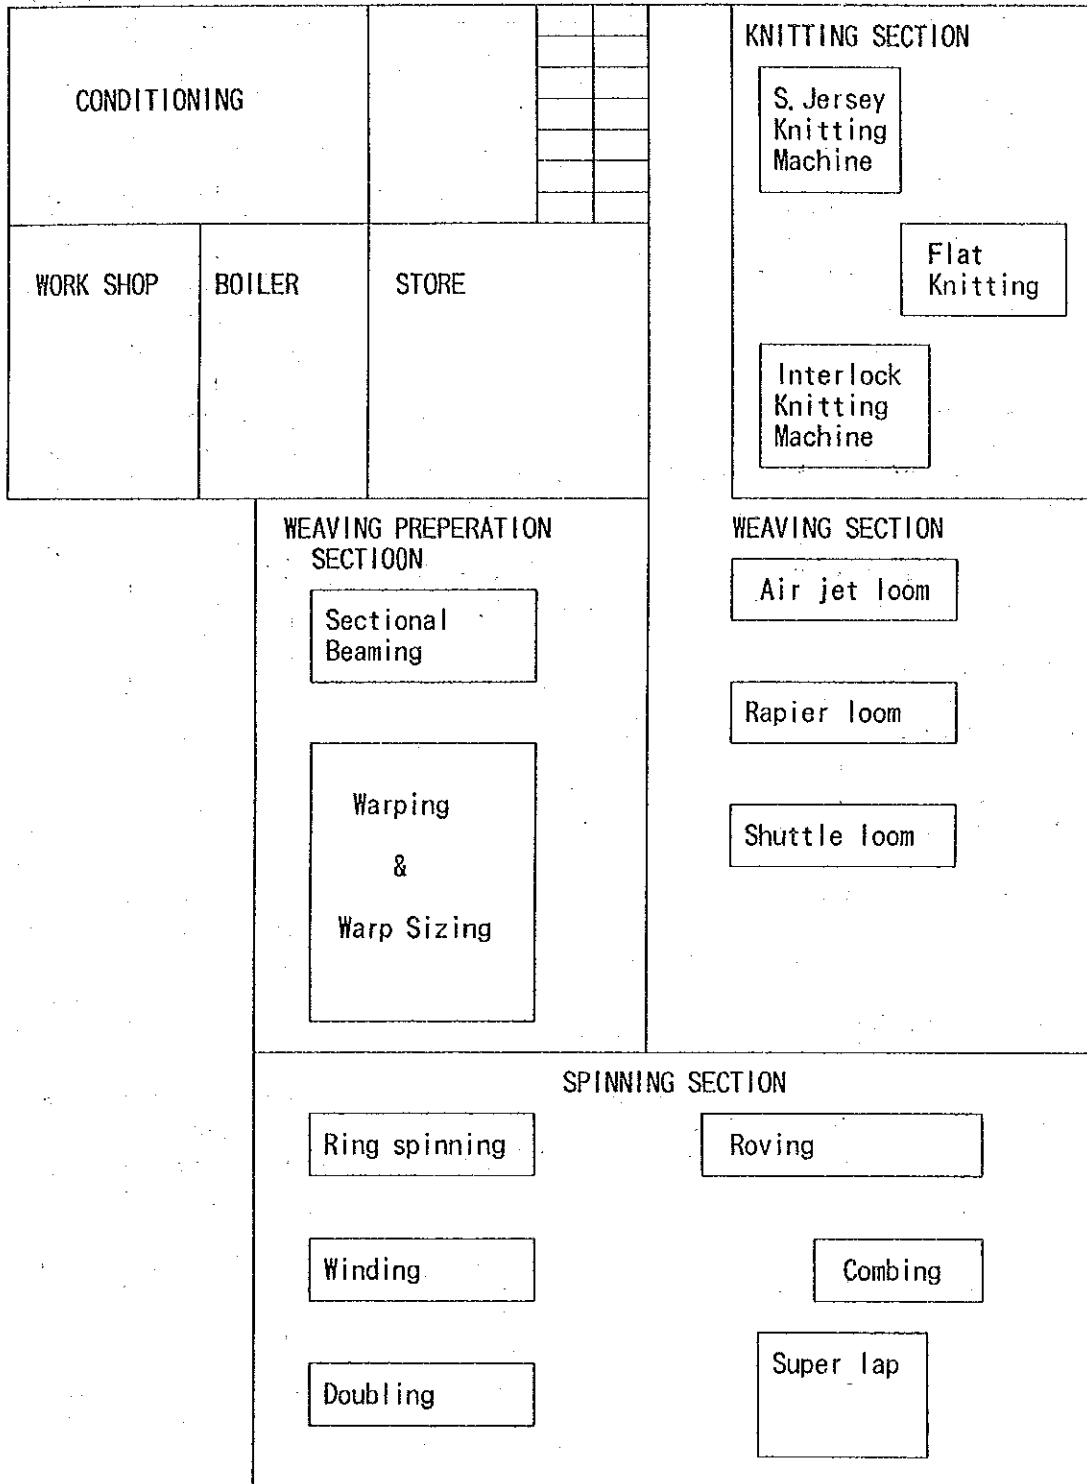 CONDITIONING
WORK SHOP
BOILER
STORE
KNITTING SECTION
S. Jersey
Knitting
Machine
Flat
Knitting
Interlock
Knitting
Machine
WEAVING PREPERATION
SECTIOON
Sectional
Beaming
Warping
&
Warp Sizing
WEAVING SECTION
Air jet loom
Rapier loom
Shuttle loom
SPINNING SECTION
Ring spinning
Roving
Winding
Combing
Doubling
Super lap